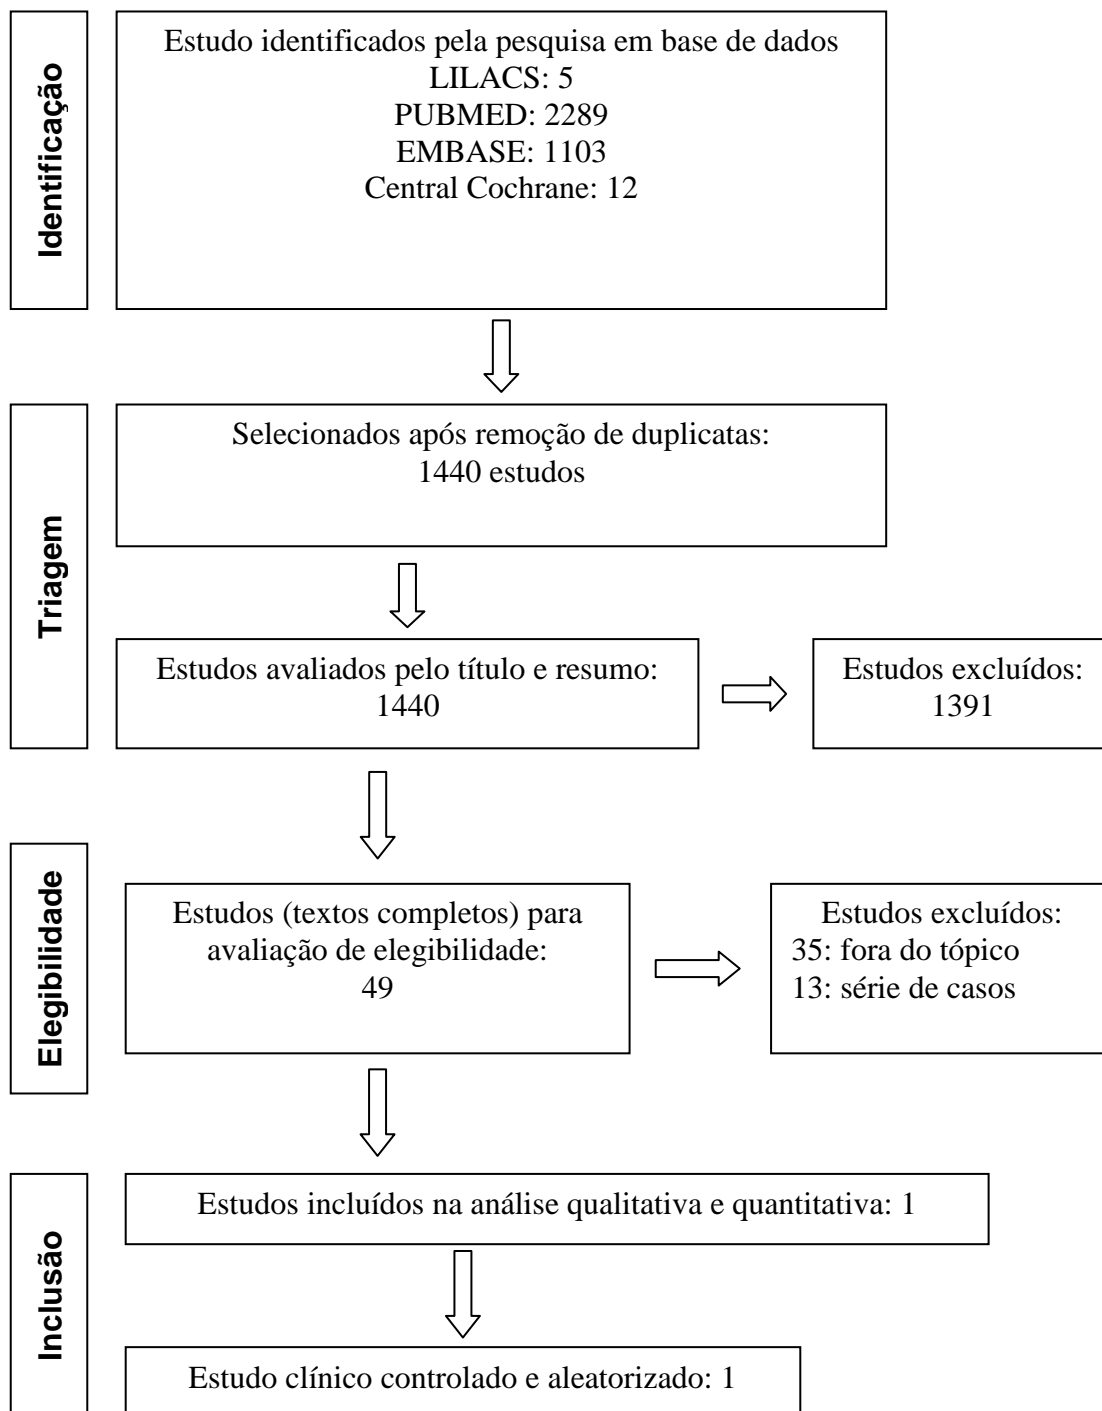 Identificação
Estudo identificados pela pesquisa em base de dados
LILACS: 5
PUBMED: 2289
EMBASE: 1103
Central Cochrane: 12
Triagem
Selecionados após remoção de duplicatas:
1440 estudos
Estudos avaliados pelo título e resumo:
1440
Estudos excluídos:
1391
Elegibilidade
Estudos (textos completos) para
avaliação de elegibilidade:
49
Estudos excluídos:
35: fora do tópico
13: série de casos
Inclusão
Estudos incluídos na análise qualitativa e quantitativa: 1
Estudo clínico controlado e aleatorizado: 1